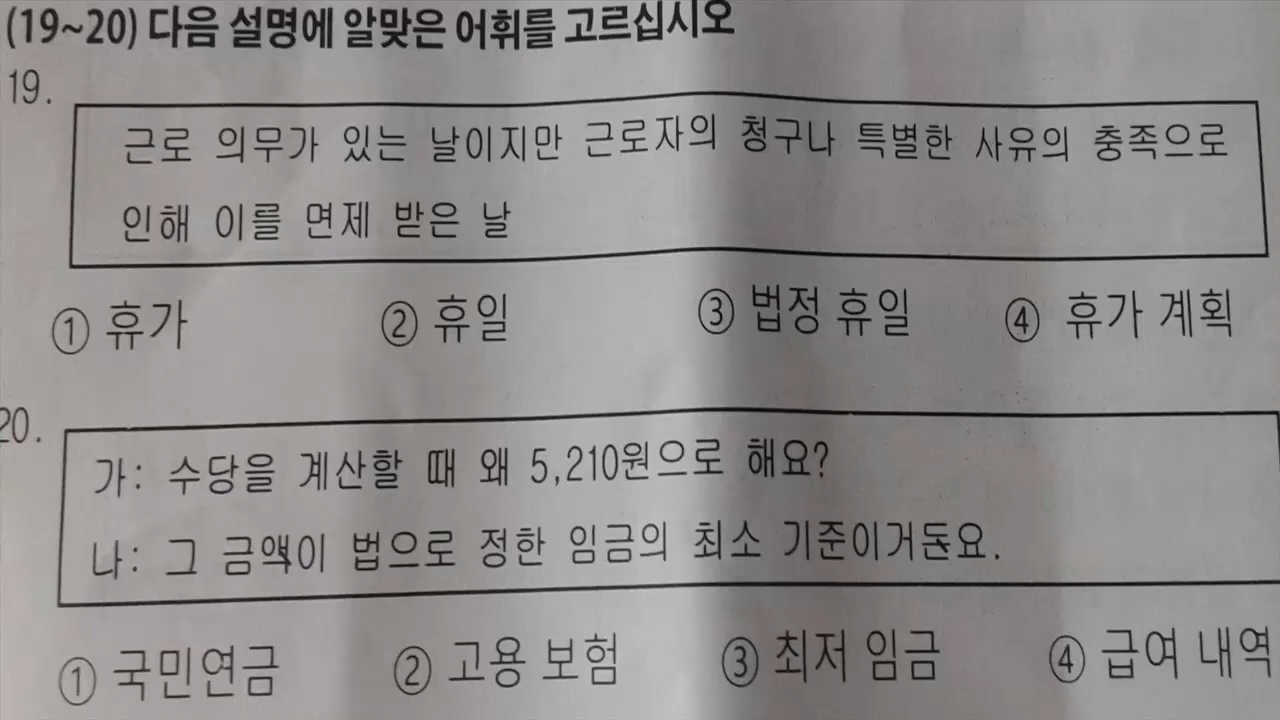 (19~20) 다음 설명에 알맞은 어휘를 고르십시오
19.
근로 의무가 있는 날이지만 근로자의 청구나 특별한 사유의 충족으로
인해 이를 면제 받은 날
① 휴가 ② 휴일 ③ 법정 휴일 ④ 휴가 계획
20.
가: 수당을 계산할 때 왜 5,210원으로 해요?
나: 그 금액이 법으로 정한 임금의 최소 기준이거든요.
① 국민연금 ② 고용 보험 ③ 최저 임금 ④ 급여 내역